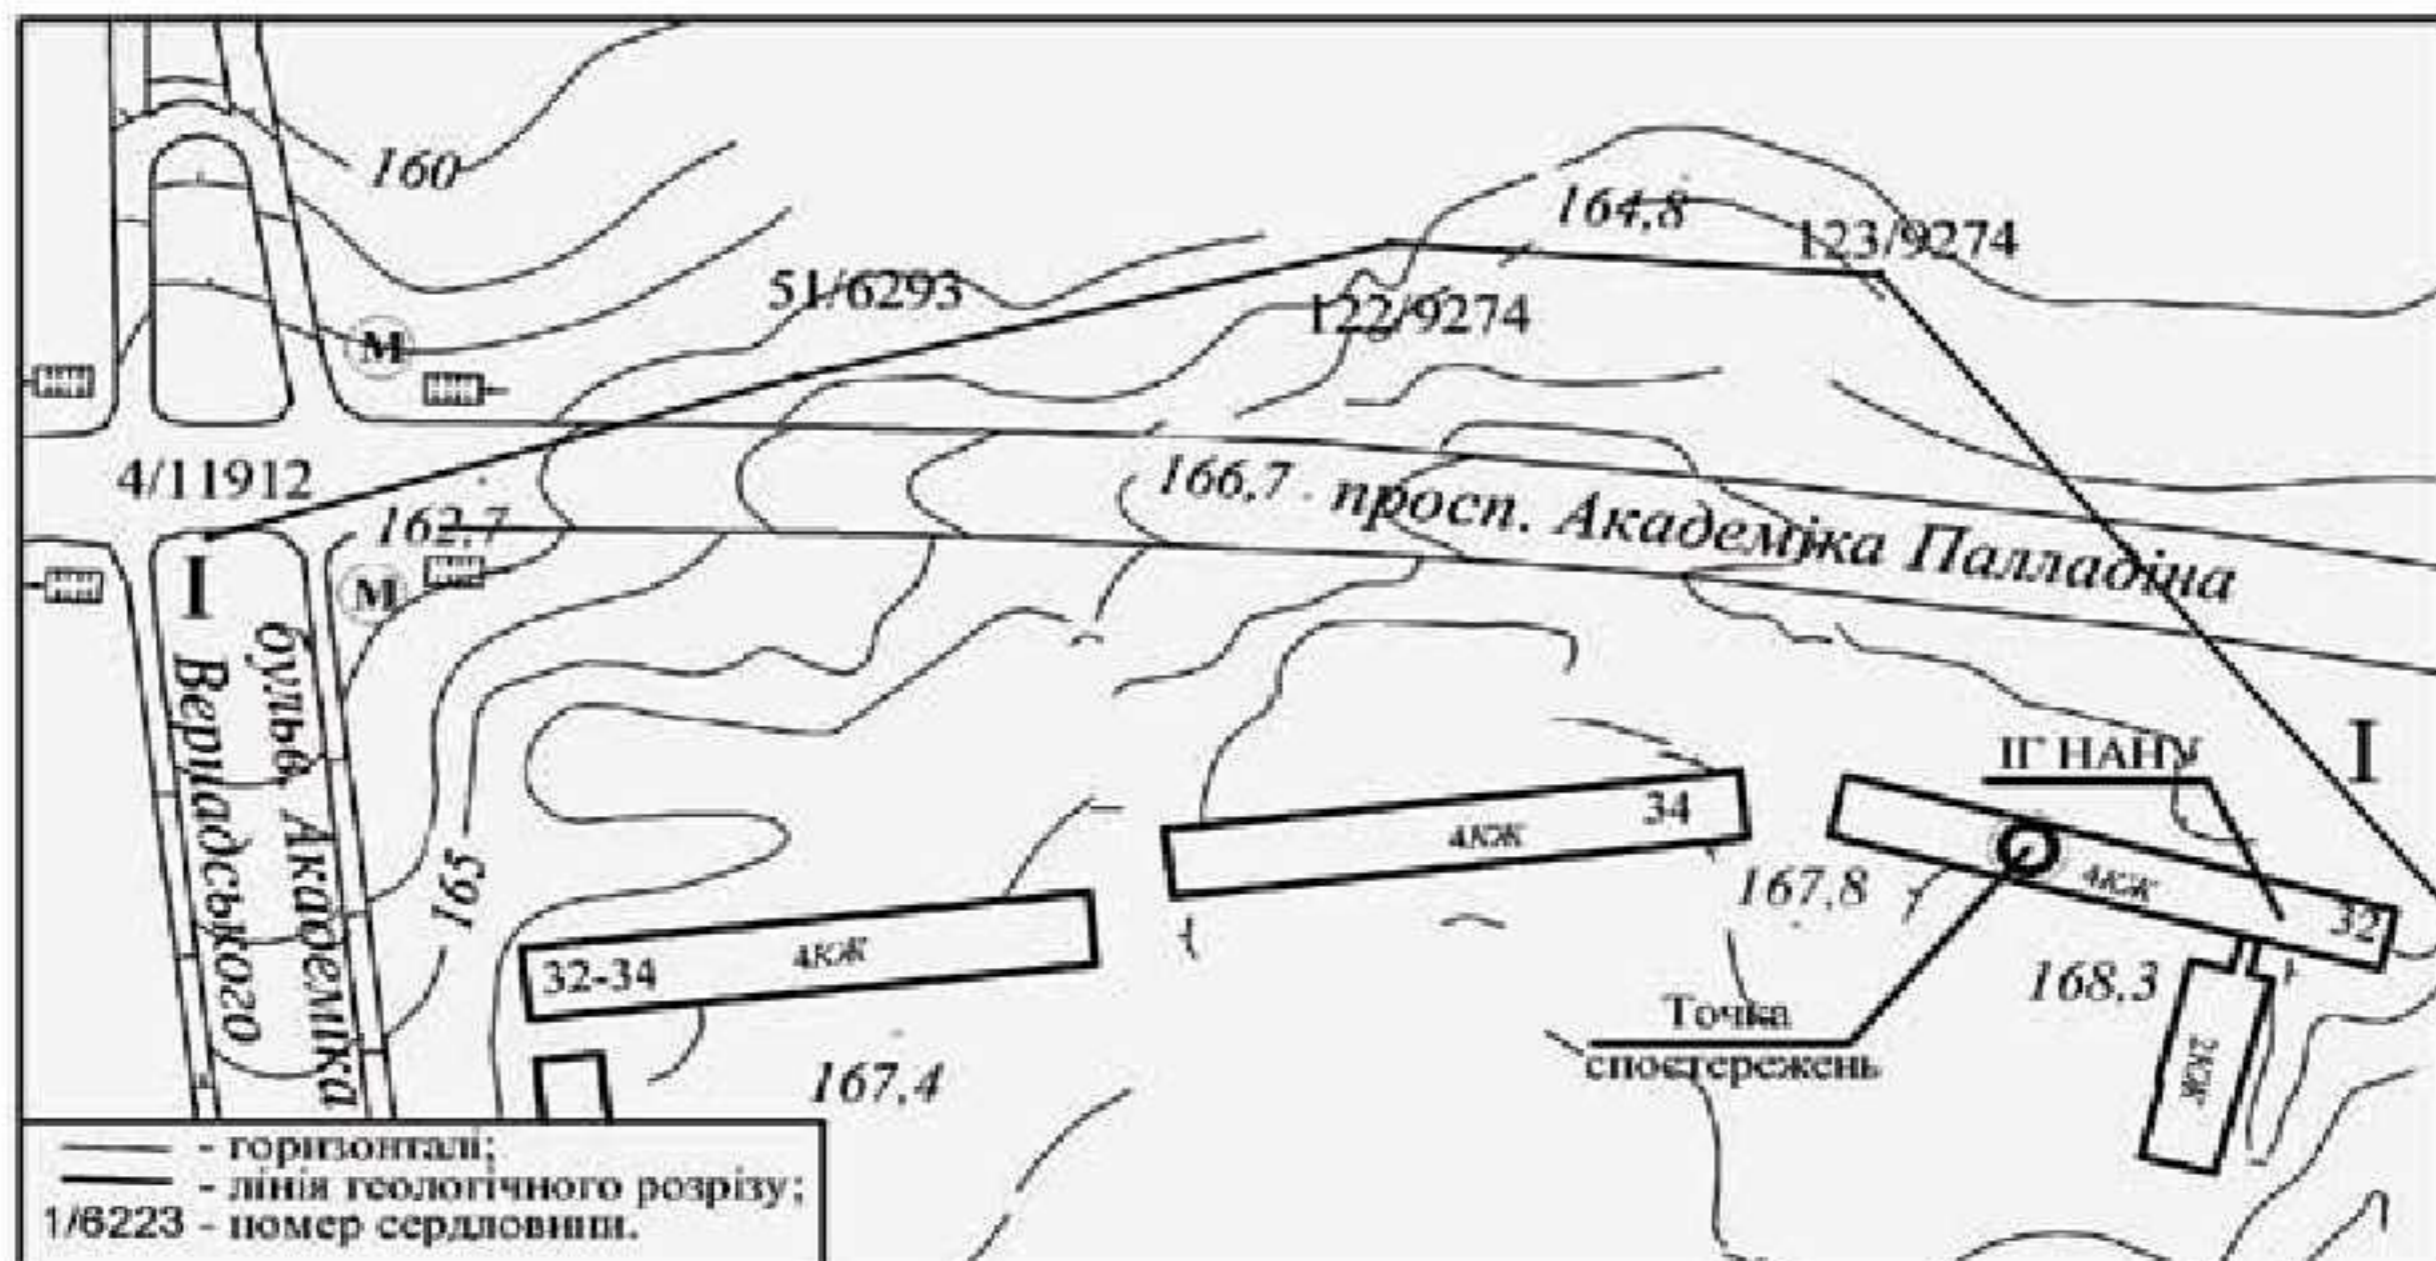 160
164,8
123/9274
51/6293
122/9274
М
4/11912
162,7
166,7
просп. Академіка Палладіна
І
М
бульв. Академіка
Вернадського
І
ІГ НАНУ
34
4КЖ
165
167,8
4КЖ
32
32-34
4КЖ
168,3
Точка
спостережень
2КЖ
167,4
- горизонталі;
- лінія геологічного розрізу;
1/6223 - номер сердловини.